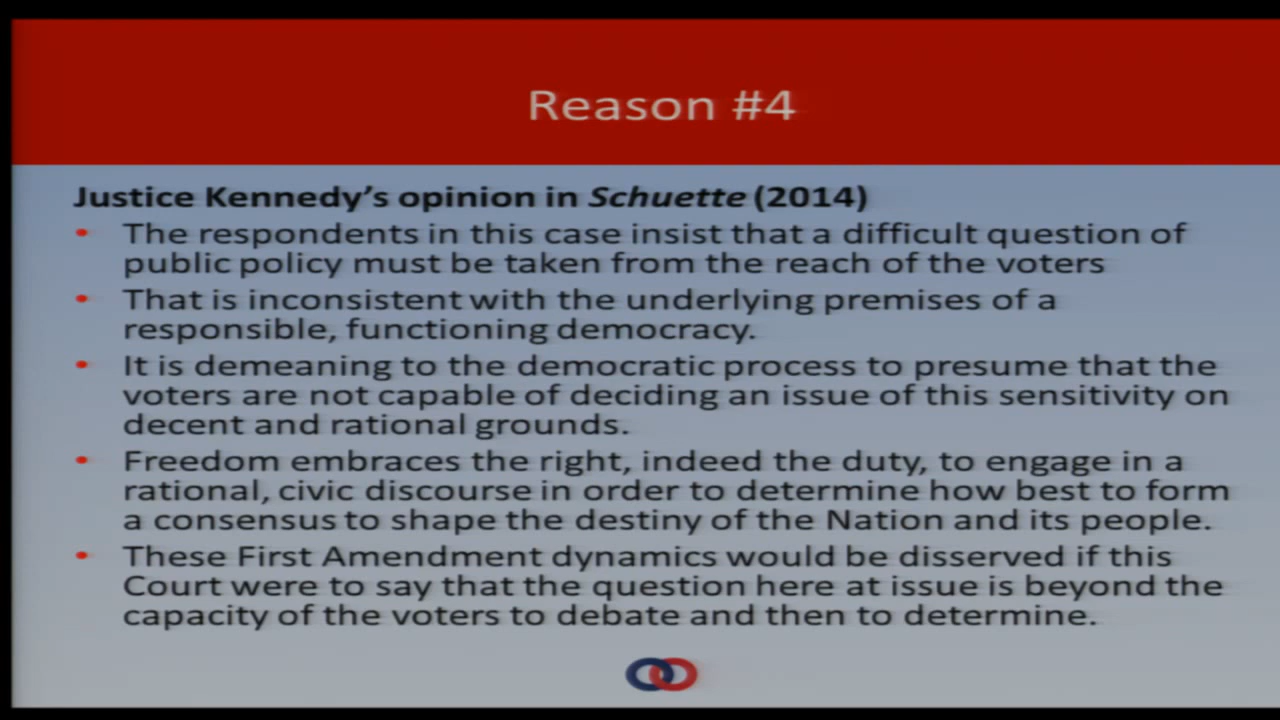 Reason #4
Justice Kennedy’s opinion in Schuette (2014)
• The respondents in this case insist that a difficult question of
public policy must be taken from the reach of the voters
• That is inconsistent with the underlying premises of a
responsible, functioning democracy.
• It is demeaning to the democratic process to presume that the
voters are not capable of deciding an issue of this sensitivity on
decent and rational grounds.
• Freedom embraces the right, indeed the duty, to engage in a
rational, civic discourse in order to determine how best to form
a consensus to shape the destiny of the Nation and its people.
• These First Amendment dynamics would be disserved if this
Court were to say that the question here at issue is beyond the
capacity of the voters to debate and then to determine.